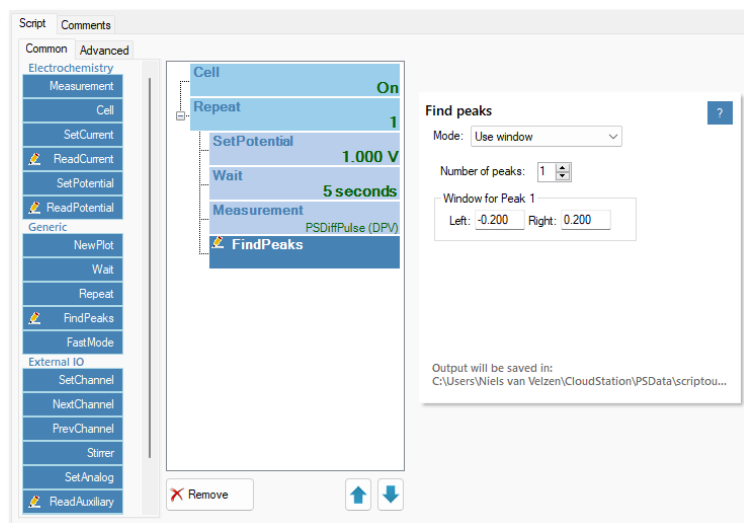 Script Comments
Common Advanced
Electrochemistry
Measurement
Cell
SetCurrent
ReadCurrent
SetPotential
ReadPotential
Generic
NewPlot
Wait
Repeat
FindPeaks
FastMode
External IO
SetChannel
NextChannel
PrevChannel
Stirrer
SetAnalog
ReadAuxiliary
Cell
On
Repeat
1
SetPotential
1.000 V
Wait
5 seconds
Measurement
PSDiffPulse (DPV)
FindPeaks
Remove
Find peaks ?
Mode: Use window
Number of peaks: 1
Window for Peak 1
Left: -0.200 Right: 0.200
Output will be saved in:
C:\Users\Niels van Velzen\CloudStation\PSData\scriptou...